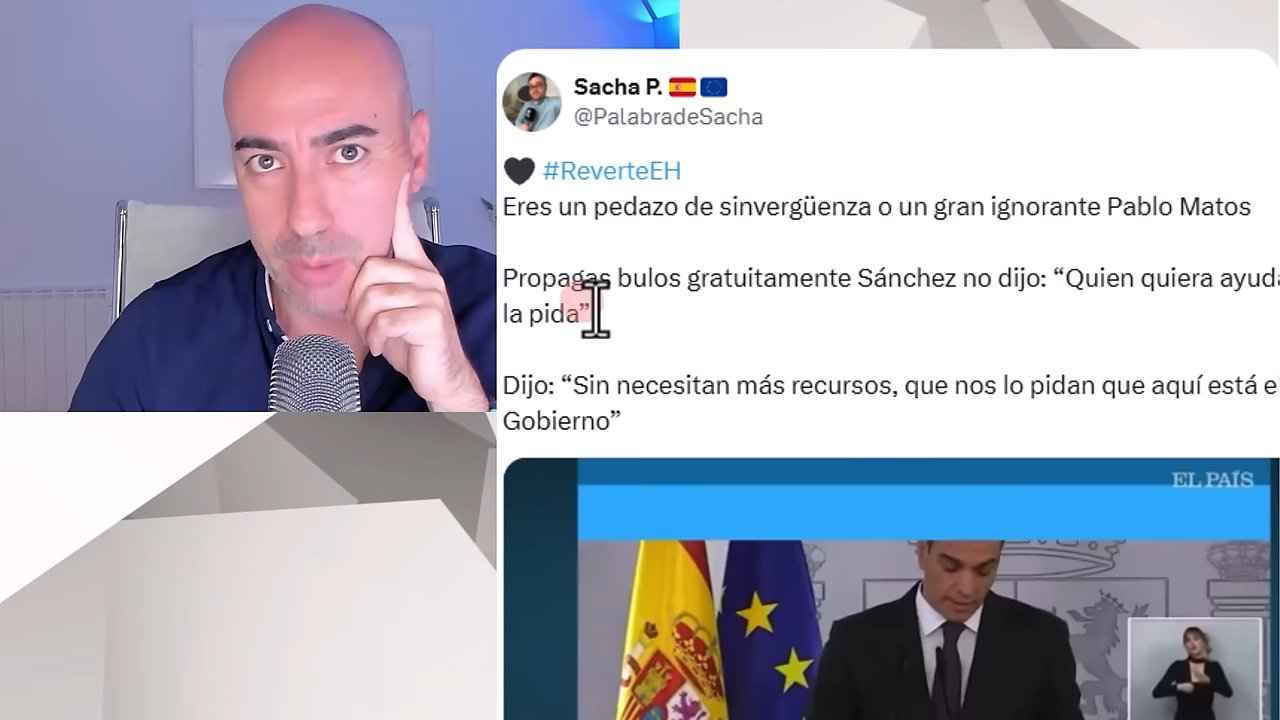 Sacha P.
@PalabradeSacha
#ReverteEH
Eres un pedazo de sinvergüenza o un gran ignorante Pablo Matos
Propagas bulos gratuitamente Sánchez no dijo: “Quien quiera ayuda
la pida”
Dijo: “Sin necesitan más recursos, que nos lo pidan que aquí está el
Gobierno”
EL PAÍS